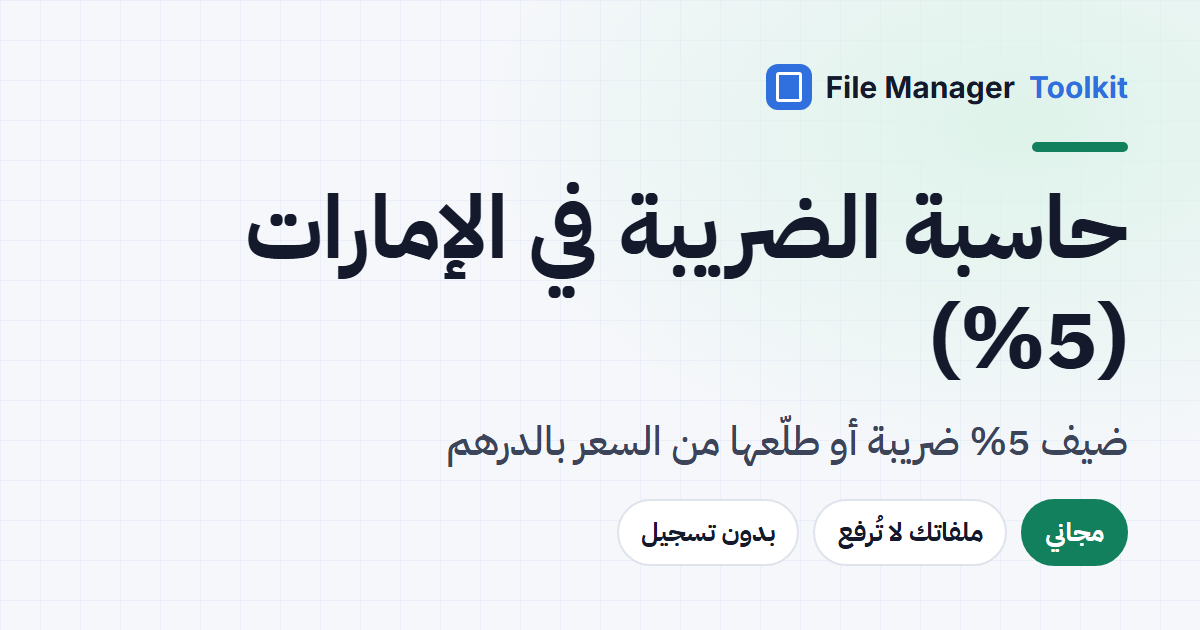 File Manager Toolkit
حاسبة الضريبة في الإمارات
(5%)
ضيف 5% ضريبة أو طلّعها من السعر بالدرهم
مجاني
ملفاتك لا تُرفع
بدون تسجيل